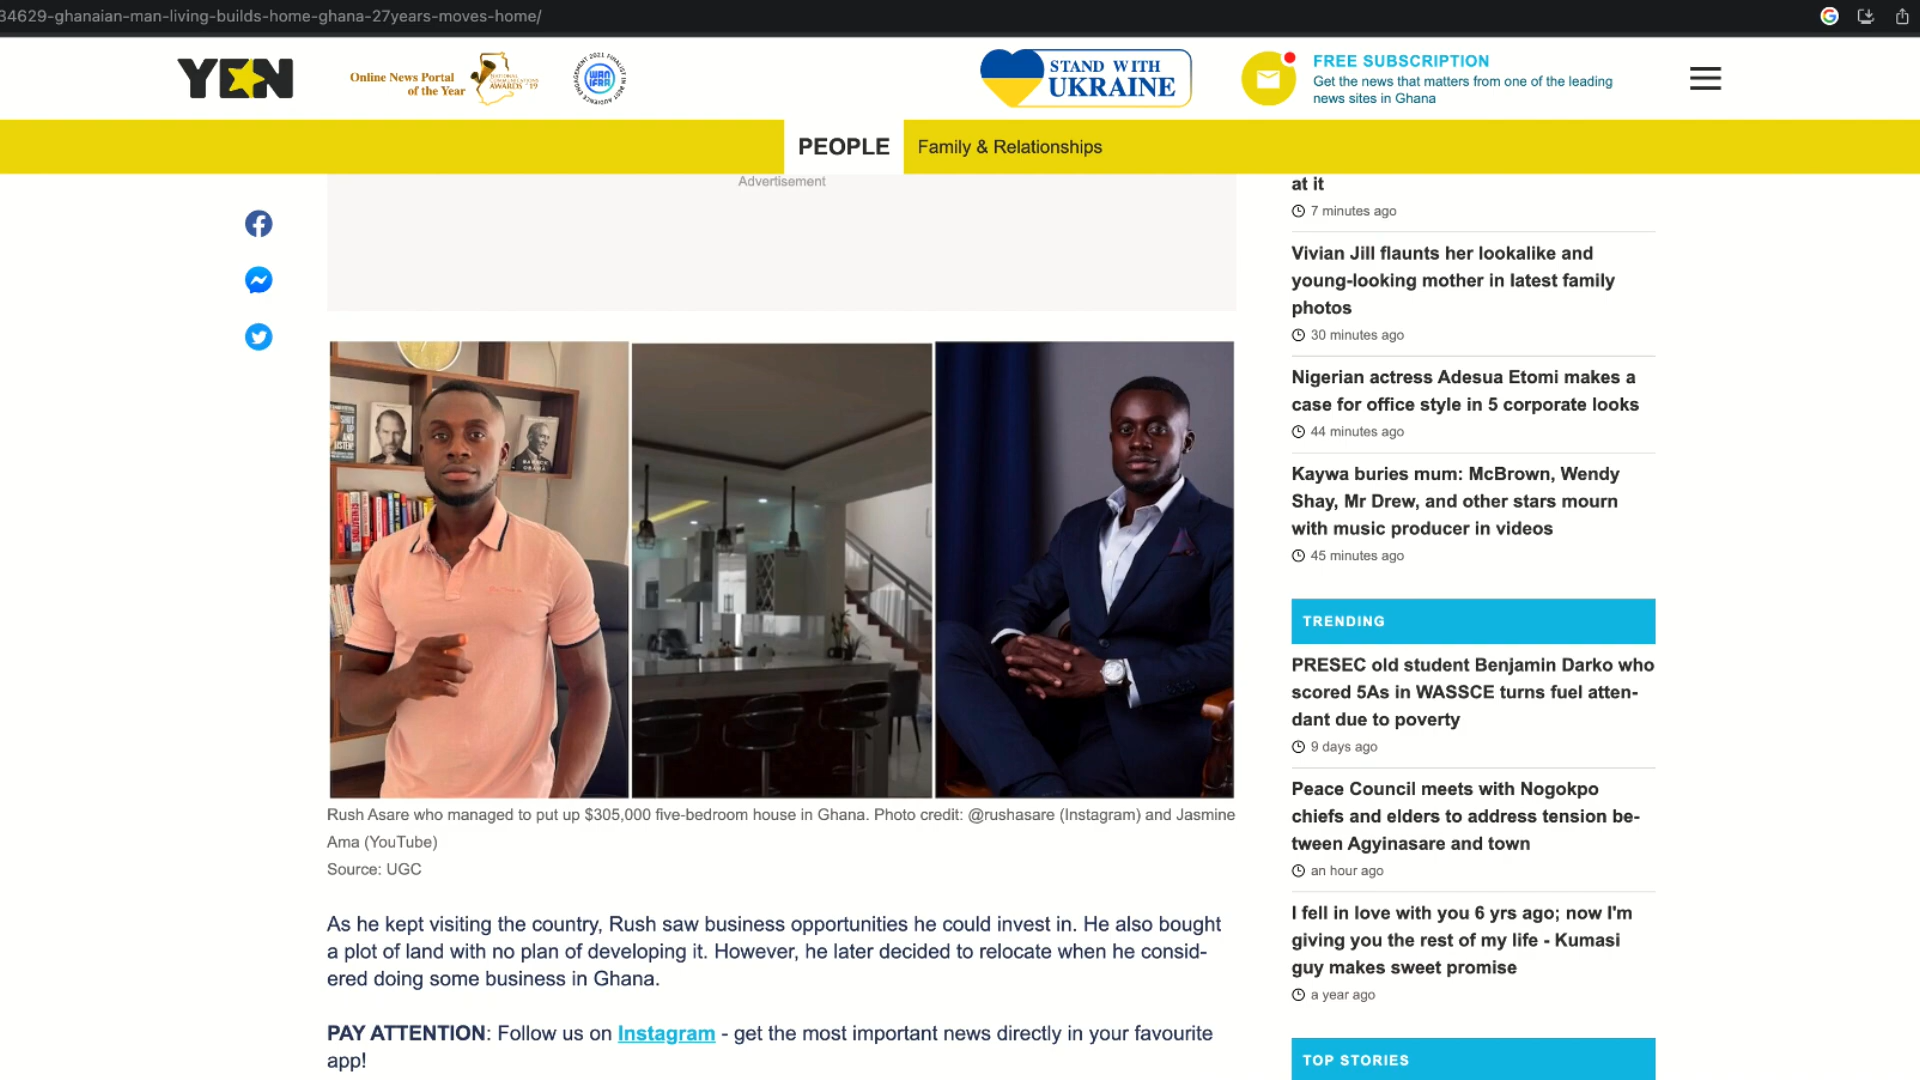 34629-ghanaian-man-living-builds-home-ghana-27years-moves-home/
YEN
Online News Portal
of the Year
NATIONAL
COMMUNICATIONS
AWARDS '19
WAN
IFRA
STAND WITH
UKRAINE
FREE SUBSCRIPTION
Get the news that matters from one of the leading
news sites in Ghana
PEOPLE
Family & Relationships
Advertisement
STEVE JOBS
BARACK
OBAMA
Rush Asare who managed to put up $305,000 five-bedroom house in Ghana. Photo credit: @rushasare (Instagram) and Jasmine
Ama (YouTube)
Source: UGC
As he kept visiting the country, Rush saw business opportunities he could invest in. He also bought
a plot of land with no plan of developing it. However, he later decided to relocate when he consid-
ered doing some business in Ghana.
PAY ATTENTION: Follow us on Instagram - get the most important news directly in your favourite
app!
at it
7 minutes ago
Vivian Jill flaunts her lookalike and
young-looking mother in latest family
photos
30 minutes ago
Nigerian actress Adesua Etomi makes a
case for office style in 5 corporate looks
44 minutes ago
Kaywa buries mum: McBrown, Wendy
Shay, Mr Drew, and other stars mourn
with music producer in videos
45 minutes ago
TRENDING
PRESEC old student Benjamin Darko who
scored 5As in WASSCE turns fuel atten-
dant due to poverty
9 days ago
Peace Council meets with Nogokpo
chiefs and elders to address tension be-
tween Agyinasare and town
an hour ago
I fell in love with you 6 yrs ago; now I'm
giving you the rest of my life - Kumasi
guy makes sweet promise
a year ago
TOP STORIES